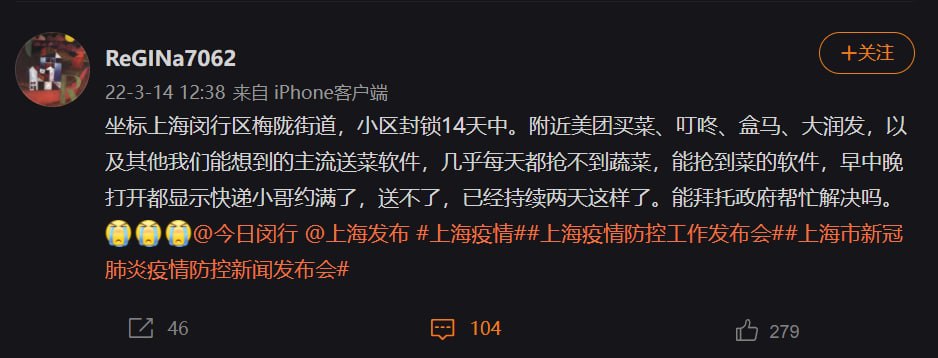 ReGINa7062
＋关注
22-3-14 12:38 来自 iPhone客户端
坐标上海闵行区梅陇街道，小区封锁14天中。附近美团买菜、叮咚、盒马、大润发，以
及其他我们能想到的主流送菜软件，几乎每天都抢不到蔬菜，能抢到菜的软件，早中晚
打开都显示快递小哥约满了，送不了，已经持续两天这样了。能拜托政府帮忙解决吗。
😭😭😭@今日闵行 @上海发布 #上海疫情##上海疫情防控工作发布会##上海市新冠
肺炎疫情防控新闻发布会#
46
104
279